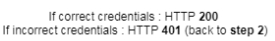 If correct credentials : HTTP 200
If incorrect credentials : HTTP 401 (back to step 2)